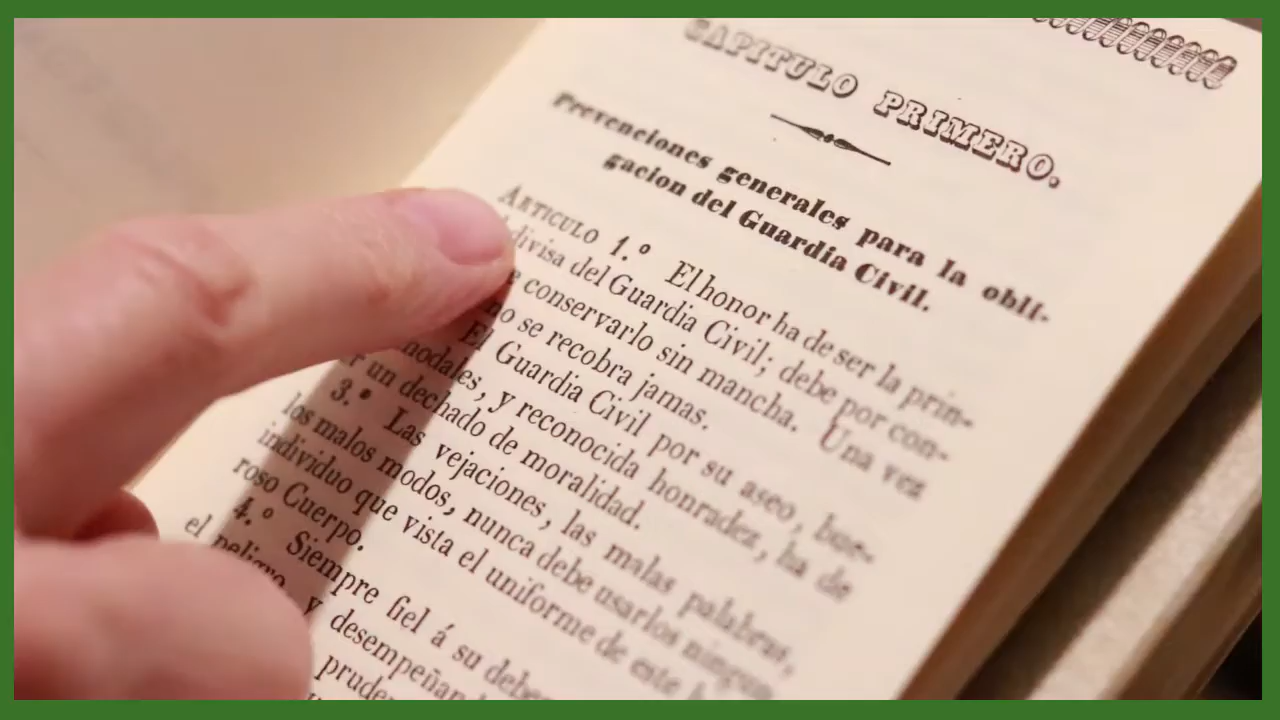 CAPITULO PRIMERO.
Prevenciones generales para la obli-
gacion del Guardia Civil.
ARTICULO 1.º El honor ha de ser la prin-
divisa del Guardia Civil; debe por con-
conservarlo sin mancha. Una vez
no se recobra jamas.
El Guardia Civil por su aseo, bue-
modales, y reconocida honradez, ha de
un dechado de moralidad.
3.º Las vejaciones, las malas palabras,
los malos modos, nunca debe usarlos ningun
individuo que vista el uniforme de este
roso Cuerpo.
4.º Siempre fiel á su deber
el peligro, y desempeñan